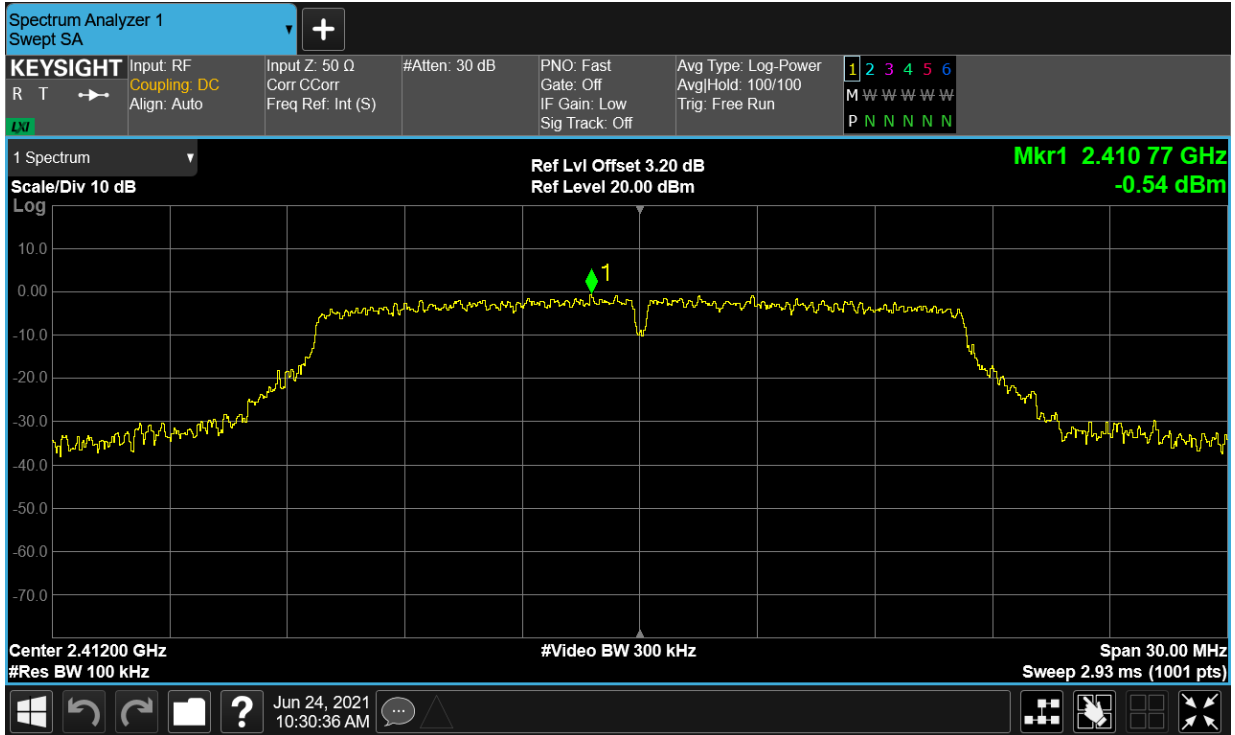 Spectrum Analyzer 1
Swept SA
KEYSIGHT
R T
LXI
Input: RF
Coupling: DC
Align: Auto
Input Z: 50 Ω
Corr CCorr
Freq Ref: Int (S)
#Atten: 30 dB
PNO: Fast
Gate: Off
IF Gain: Low
Sig Track: Off
Avg Type: Log-Power
Avg|Hold: 100/100
Trig: Free Run
1 2 3 4 5 6
M W W W W W
P N N N N N
1 Spectrum
Scale/Div 10 dB
Log
Ref Lvl Offset 3.20 dB
Ref Level 20.00 dBm
Mkr1 2.410 77 GHz
-0.54 dBm
10.0
0.00
-10.0
-20.0
-30.0
-40.0
-50.0
-60.0
-70.0
1
Center 2.41200 GHz
#Res BW 100 kHz
#Video BW 300 kHz
Span 30.00 MHz
Sweep 2.93 ms (1001 pts)
?
Jun 24, 2021
10:30:36 AM